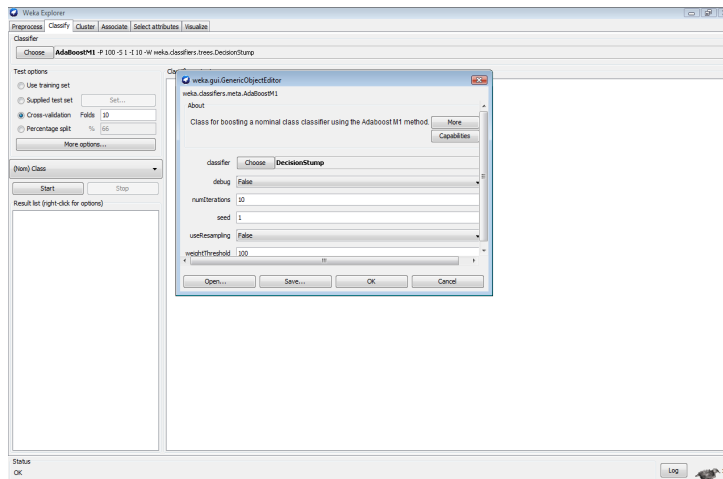 Weka Explorer
Preprocess Classify Cluster Associate Select attributes Visualize
Classifier
Choose AdaBoostM1 -P 100 -S 1 -I 10 -W weka.classifiers.trees.DecisionStump
Test options
Use training set
Supplied test set Set...
Cross-validation Folds 10
Percentage split % 66
More options...
(Nom) Class
Start Stop
Result list (right-click for options)
weka.gui.GenericObjectEditor
weka.classifiers.meta.AdaBoostM1
About
Class for boosting a nominal class classifier using the Adaboost M1 method.
More
Capabilities
classifier Choose DecisionStump
debug False
numIterations 10
seed 1
useResampling False
weightThreshold 100
Open... Save... OK Cancel
Status
OK
Log